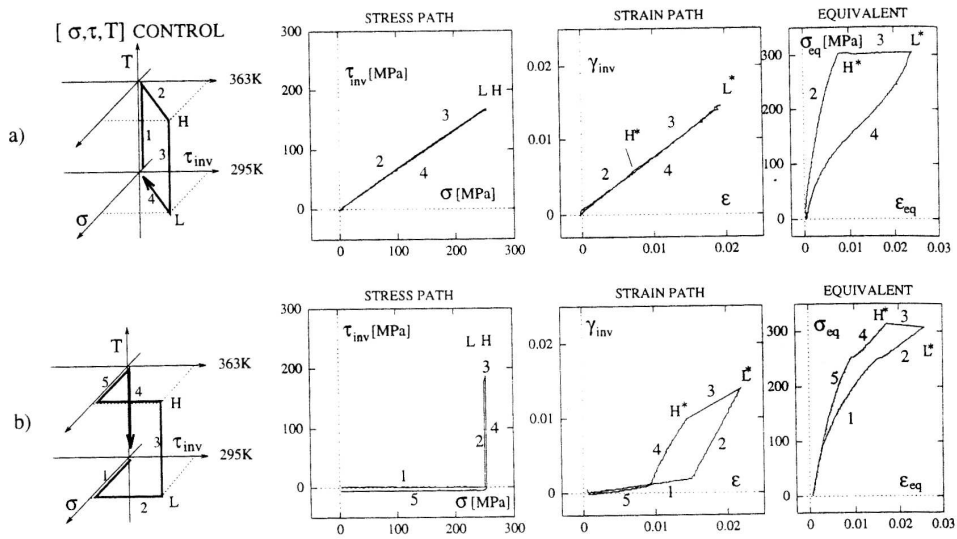 [ σ,τ,T] CONTROL
a)
T
363K
2
H
1
τinv
3
295K
4
σ
L
STRESS PATH
300
200
100
0
τinv [MPa]
L H
3
2
4
σ [MPa]
0 100 200 300
STRAIN PATH
0.02
0.01
0
γinv
L*
3
H*
2
4
ε
0 0.01 0.02
EQUIVALENT
300
200
100
0
σeq [MPa]
3
L*
H*
2
4
εeq
0 0.01 0.02 0.03
b)
T
363K
5
4
H
3
τinv
295K
1
σ
2
L
STRESS PATH
300
200
100
0
τinv [MPa]
L H
3
2
4
1
5
σ [MPa]
0 100 200 300
STRAIN PATH
0.02
0.01
0
γinv
L*
3
H*
4
2
1
5
ε
0 0.01 0.02
EQUIVALENT
300
200
100
0
σeq
H*
3
4
L*
2
5
1
εeq
0 0.01 0.02 0.03